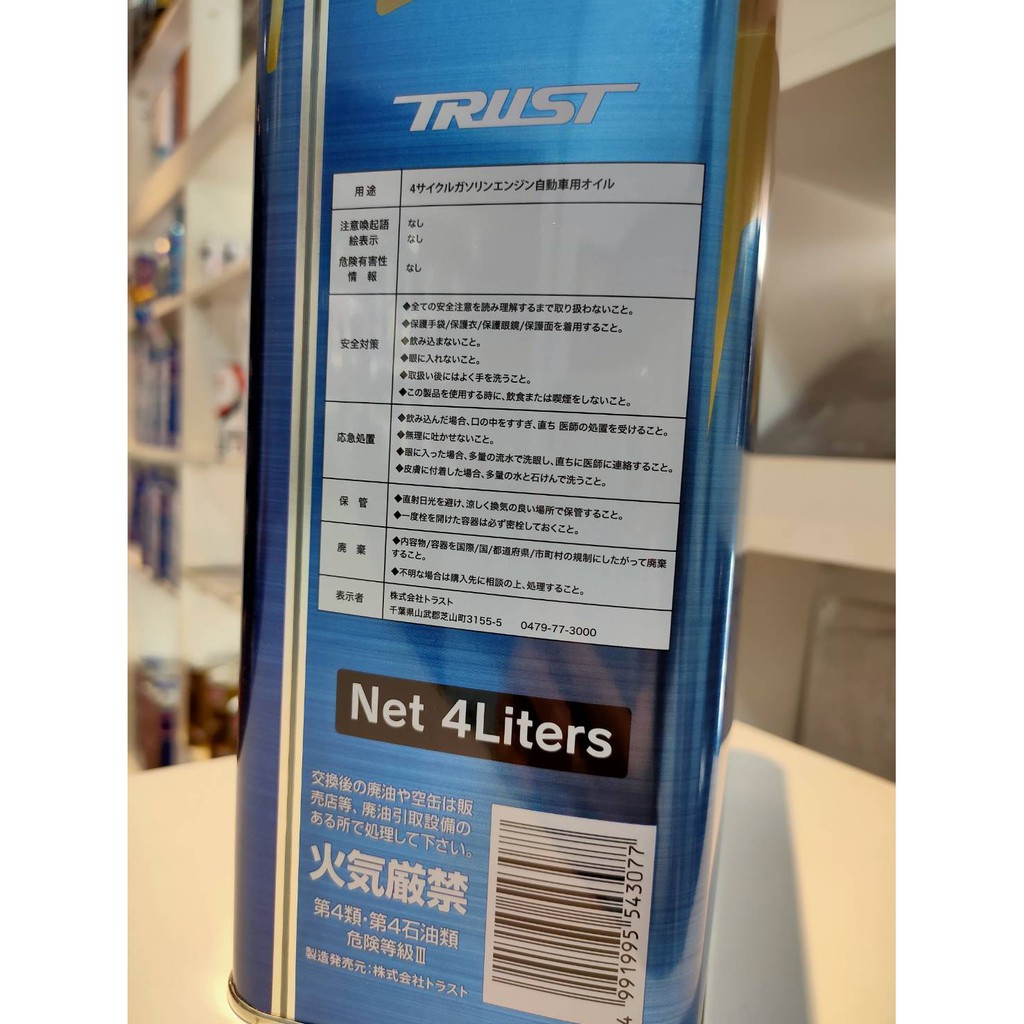 TRUST
用途 4サイクルガソリンエンジン自動車用オイル
注意喚起語 なし
絵表示 なし
危険有害性
情報 なし
安全対策
◆全ての安全注意を読み理解するまで取り扱わないこと。
◆保護手袋/保護衣/保護眼鏡/保護面を着用すること。
◆飲み込まないこと。
◆眼に入れないこと。
◆取扱い後にはよく手を洗うこと。
◆この製品を使用する時に、飲食または喫煙をしないこと。
応急処置
◆飲み込んだ場合、口の中をすすぎ、直ち 医師の処置を受けること。
◆無理に吐かせないこと。
◆眼に入った場合、多量の流水で洗眼し、直ちに医師に連絡すること。
◆皮膚に付着した場合、多量の水と石けんで洗うこと。
保管
◆直射日光を避け、涼しく換気の良い場所で保管すること。
◆一度栓を開けた容器は必ず密栓しておくこと。
廃棄
◆内容物/容器を国際/国/都道府県/市町村の規制にしたがって廃棄
すること。
◆不明な場合は購入先に相談の上、処理すること。
表示者
株式会社トラスト
千葉県山武郡芝山町3155-5 0479-77-3000
Net 4Liters
交換後の廃油や空缶は販
売店等、廃油引取設備の
ある所で処理して下さい。
火気厳禁
第4類・第4石油類
危険等級Ⅲ
製造発売元：株式会社トラスト
4 991995 543077